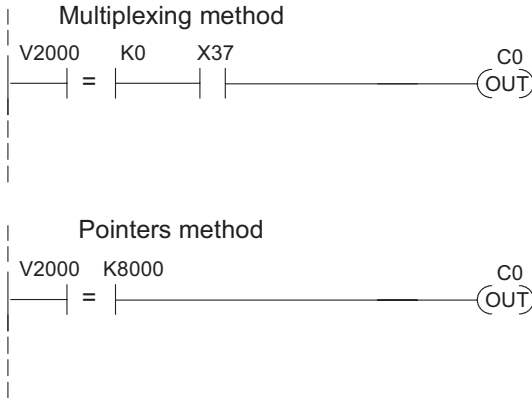 Multiplexing method
V2000 K0 X37 C0
= OUT
Pointers method
V2000 K8000 C0
= OUT